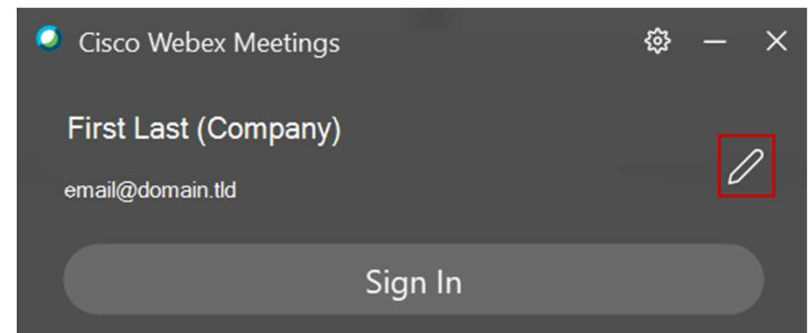 Cisco Webex Meetings
First Last (Company)
email@domain.tld
Sign In